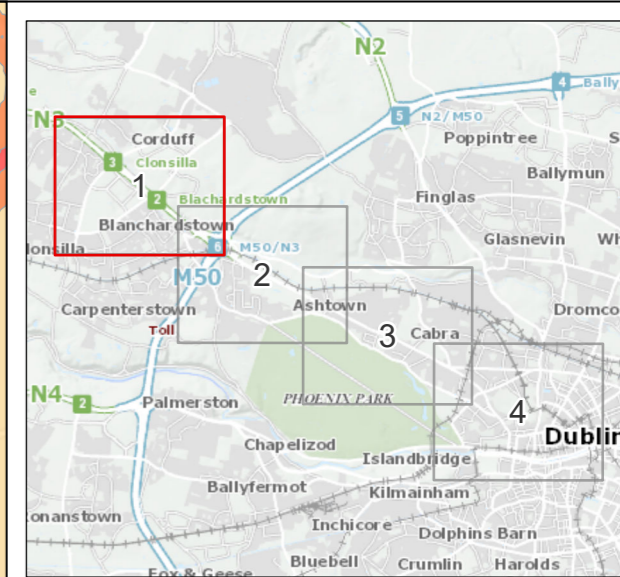 N2
4
Bally
e
5
N2/M50
N3
Corduff
Poppintree
S
3
Clonsilla
Ballymun
1
2
Blachardstown
Finglas
Blanchardstown
6
M50/N3
Glasnevin
Wh
lonsilla
M50
2
Carpenterstown
Ashtown
Dromco
Toll
3
Cabra
N4
2
Palmerston
PHOENIX PARK
4
Dublin
Chapelizod
Islandbridge
Ballyfermot
Kilmainham
onanstown
Inchicore
Dolphins Barn
Bluebell
Crumlin
Harolds
Fox & Geese